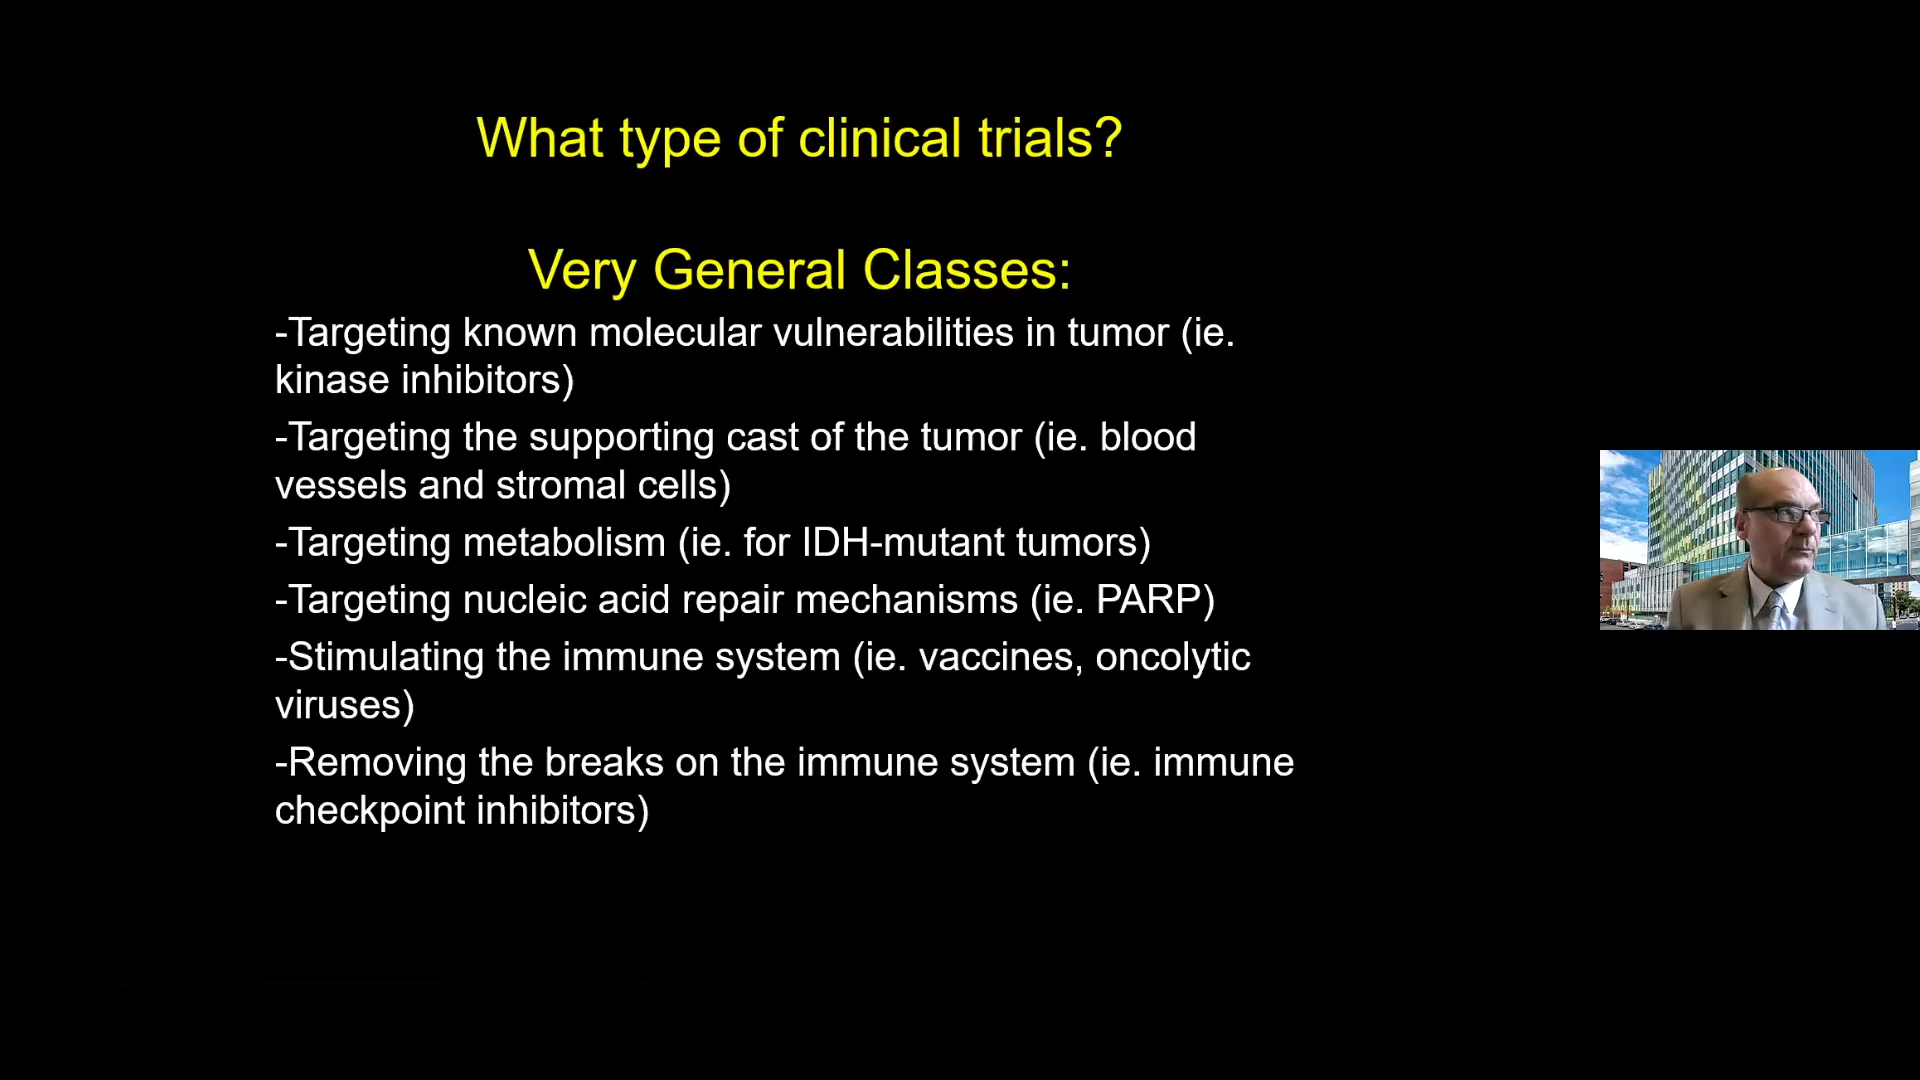 What type of clinical trials?
Very General Classes:
-Targeting known molecular vulnerabilities in tumor (ie.
kinase inhibitors)
-Targeting the supporting cast of the tumor (ie. blood
vessels and stromal cells)
-Targeting metabolism (ie. for IDH-mutant tumors)
-Targeting nucleic acid repair mechanisms (ie. PARP)
-Stimulating the immune system (ie. vaccines, oncolytic
viruses)
-Removing the breaks on the immune system (ie. immune
checkpoint inhibitors)